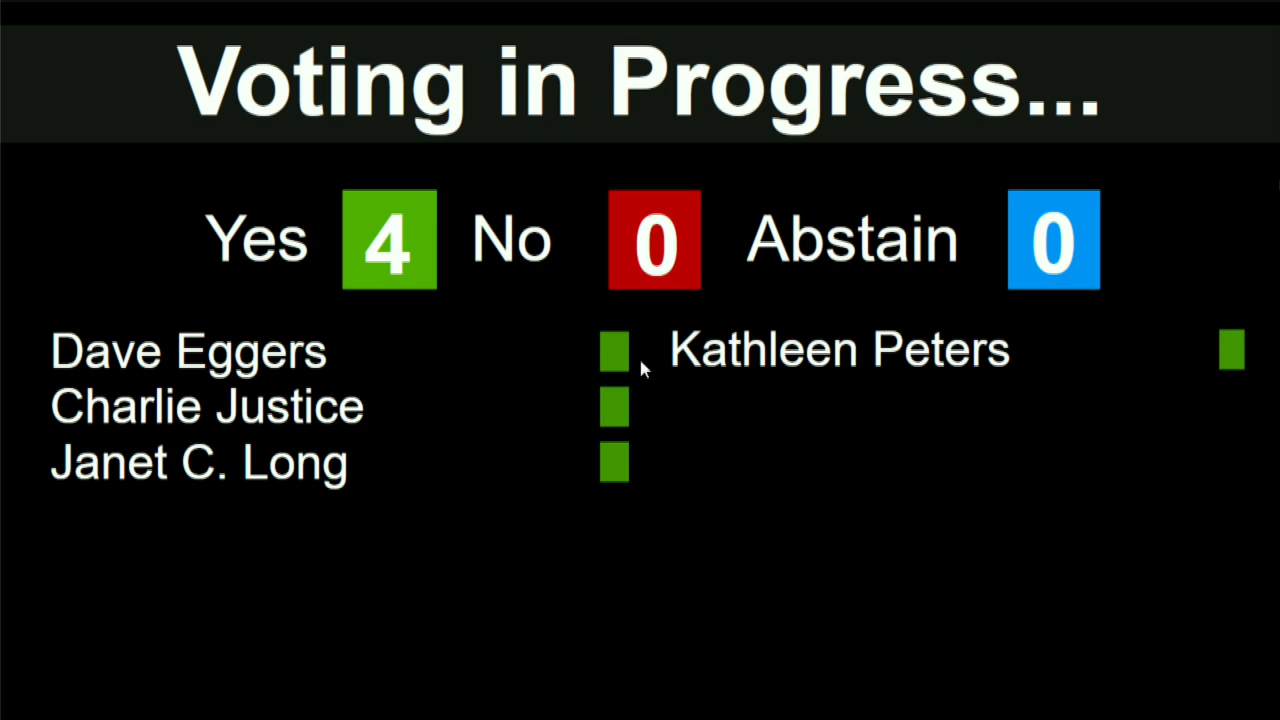 Voting in Progress...
Yes 4 No 0 Abstain 0
Dave Eggers Kathleen Peters
Charlie Justice
Janet C. Long